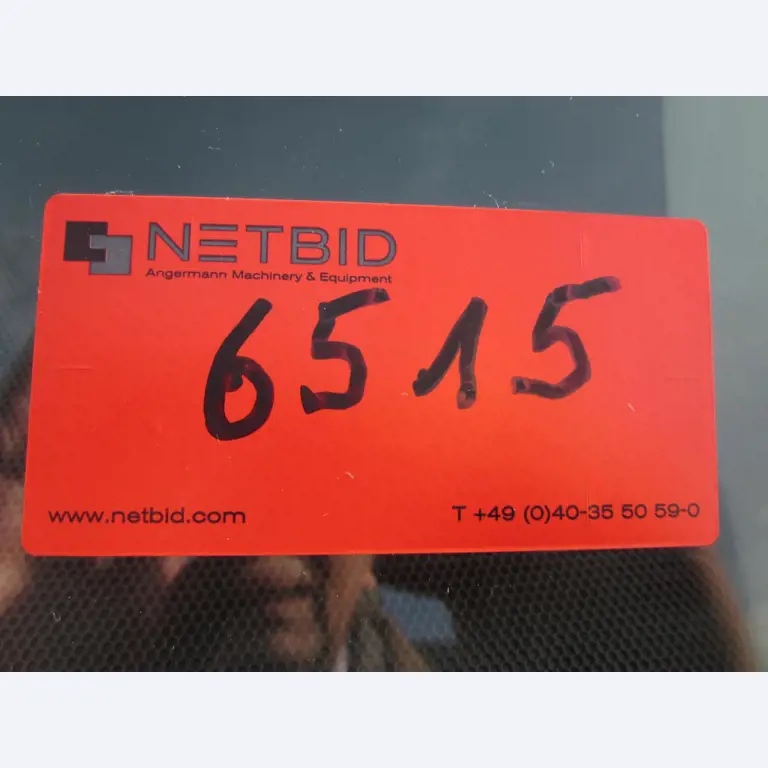 NETBID
Angermann Machinery & Equipment
6515
www.netbid.com
T +49 (0)40-35 50 59-0